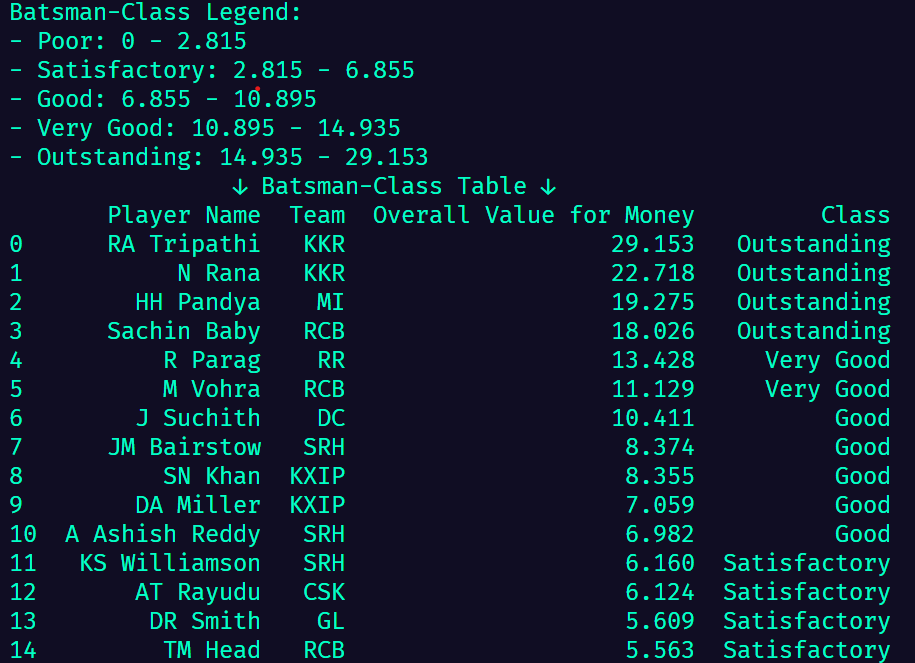 Batsman-Class Legend:
- Poor: 0 - 2.815
- Satisfactory: 2.815 - 6.855
- Good: 6.855 - 10.895
- Very Good: 10.895 - 14.935
- Outstanding: 14.935 - 29.153
↓ Batsman-Class Table ↓
Player Name Team Overall Value for Money Class
0 RA Tripathi KKR 29.153 Outstanding
1 N Rana KKR 22.718 Outstanding
2 HH Pandya MI 19.275 Outstanding
3 Sachin Baby RCB 18.026 Outstanding
4 R Parag RR 13.428 Very Good
5 M Vohra RCB 11.129 Very Good
6 J Suchith DC 10.411 Good
7 JM Bairstow SRH 8.374 Good
8 SN Khan KXIP 8.355 Good
9 DA Miller KXIP 7.059 Good
10 A Ashish Reddy SRH 6.982 Good
11 KS Williamson SRH 6.160 Satisfactory
12 AT Rayudu CSK 6.124 Satisfactory
13 DR Smith GL 5.609 Satisfactory
14 TM Head RCB 5.563 Satisfactory